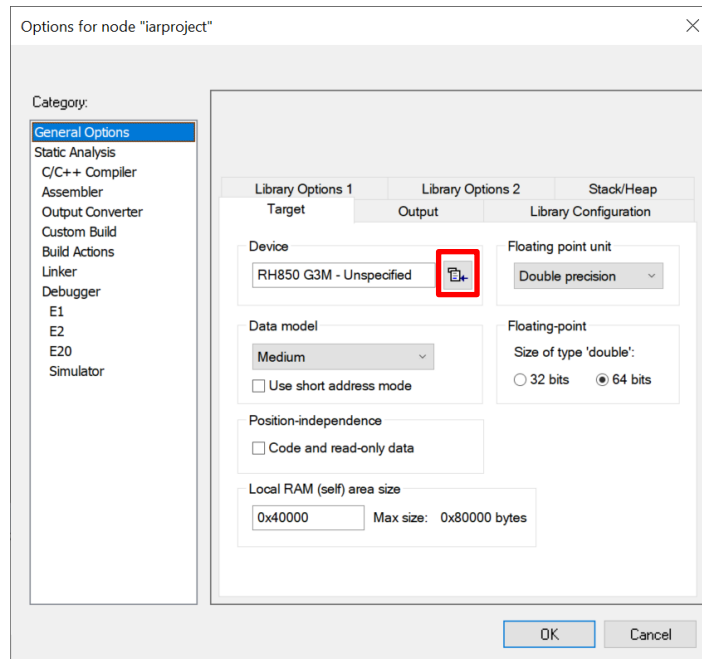 Options for node "iarproject"
Category:
General Options
Static Analysis
C/C++ Compiler
Assembler
Output Converter
Custom Build
Build Actions
Linker
Debugger
E1
E2
E20
Simulator
Library Options 1 Library Options 2 Stack/Heap
Target Output Library Configuration
Device
RH850 G3M - Unspecified
Floating point unit
Double precision
Data model
Medium
Use short address mode
Floating-point
Size of type 'double':
32 bits 64 bits
Position-independence
Code and read-only data
Local RAM (self) area size
0x40000 Max size: 0x80000 bytes
OK Cancel